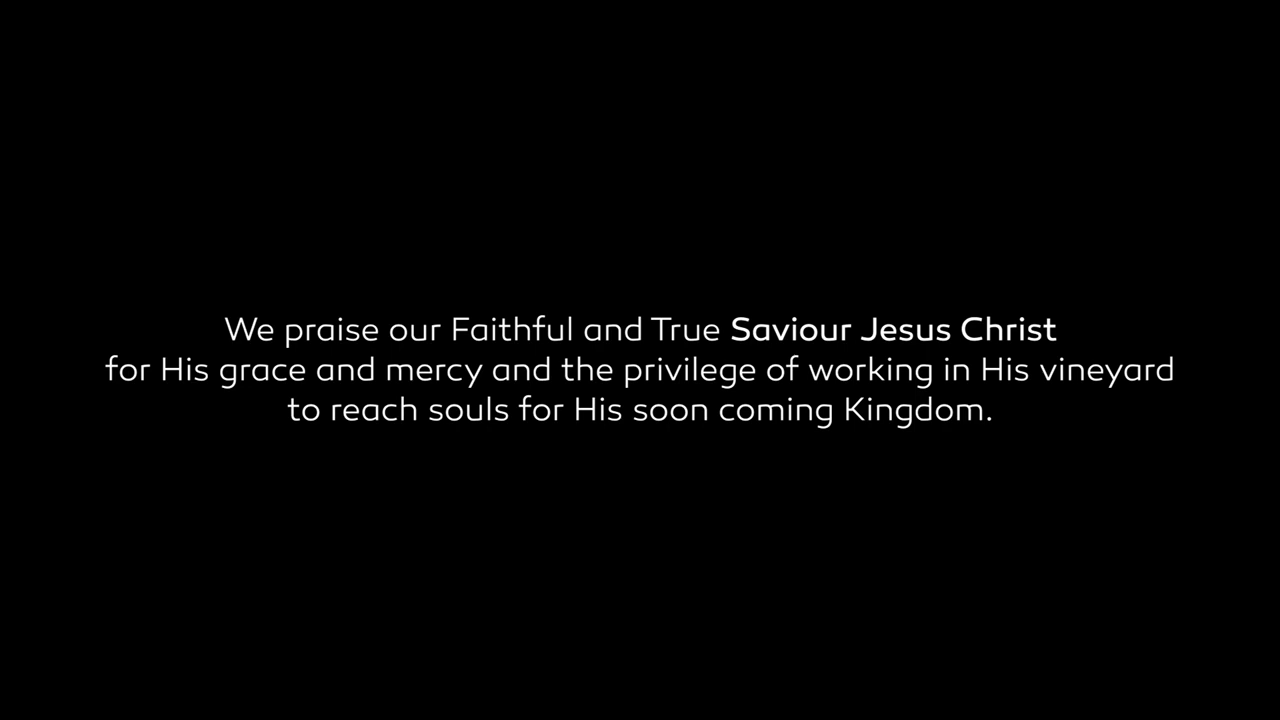 We praise our Faithful and True Saviour Jesus Christ
for His grace and mercy and the privilege of working in His vineyard
to reach souls for His soon coming Kingdom.